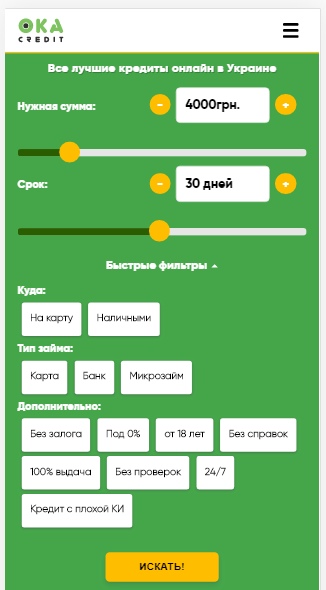 OKA
CREDIT
Все лучшие кредиты онлайн в Украине
Нужная сумма: - 4000грн. +
Срок: - 30 дней +
Быстрые фильтры
Куда:
На карту Наличными
Тип займа:
Карта Банк Микрозайм
Дополнительно:
Без залога Под 0% от 18 лет Без справок
100% выдача Без проверок 24/7
Кредит с плохой КИ
ИСКАТЬ!